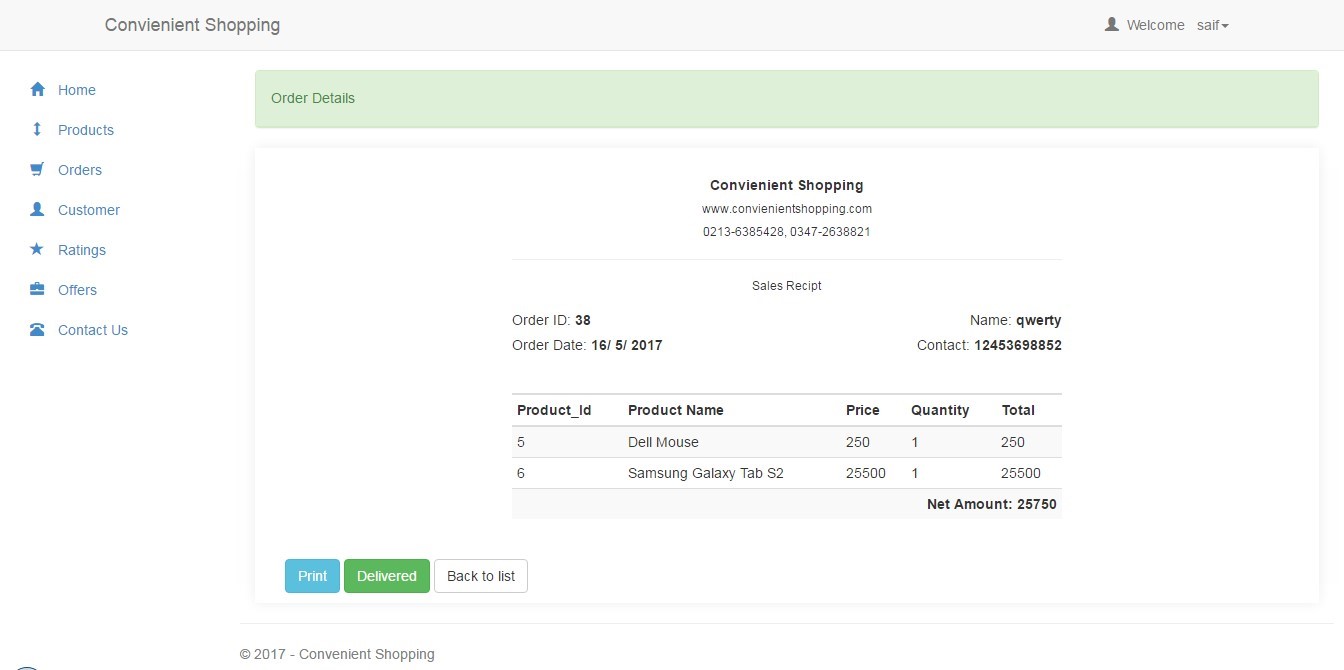 Convienient Shopping
Welcome saif
Home
Products
Orders
Customer
Ratings
Offers
Contact Us
Order Details
Convienient Shopping
www.convienientshopping.com
0213-6385428, 0347-2638821
Sales Recipt
Order ID: 38 Name: qwerty
Order Date: 16/ 5/ 2017 Contact: 12453698852
Product_Id Product Name Price Quantity Total
5 Dell Mouse 250 1 250
6 Samsung Galaxy Tab S2 25500 1 25500
Net Amount: 25750
Print Delivered Back to list
© 2017 - Convenient Shopping